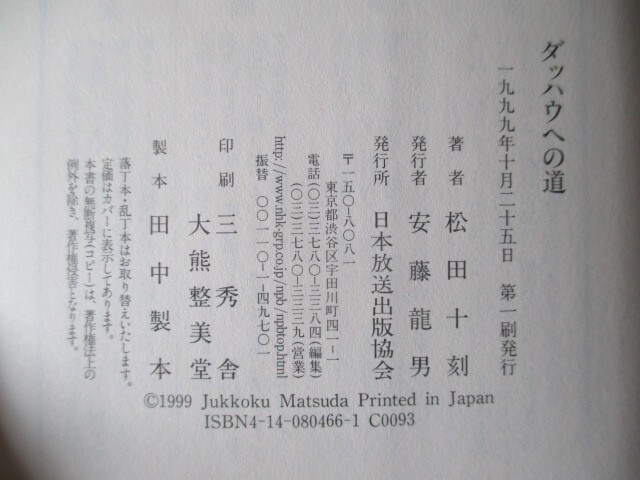 ダッハウへの道
一九九九年十月二十五日　第一刷発行
著者　松田十刻
発行者　安藤龍男
発行所　日本放送出版協会
〒一五〇-八〇八一
東京都渋谷区宇田川町四一-一
電話（〇三）三七八〇-三三八四（編集）
（〇三）三七八〇-三三三九（営業）
http://www.nhk-grp.co.jp/npb/npbtop.html
振替　〇〇一一〇-一-四九七〇一
印刷　三秀舎
大熊整美堂
製本　田中製本
落丁本・乱丁本はお取り替えいたします。
定価はカバーに表示してあります。
本書の無断複写（コピー）は、著作権法上の
例外を除き、著作権侵害となります。
©1999 Jukkoku Matsuda Printed in Japan
ISBN4-14-080466-1 C0093